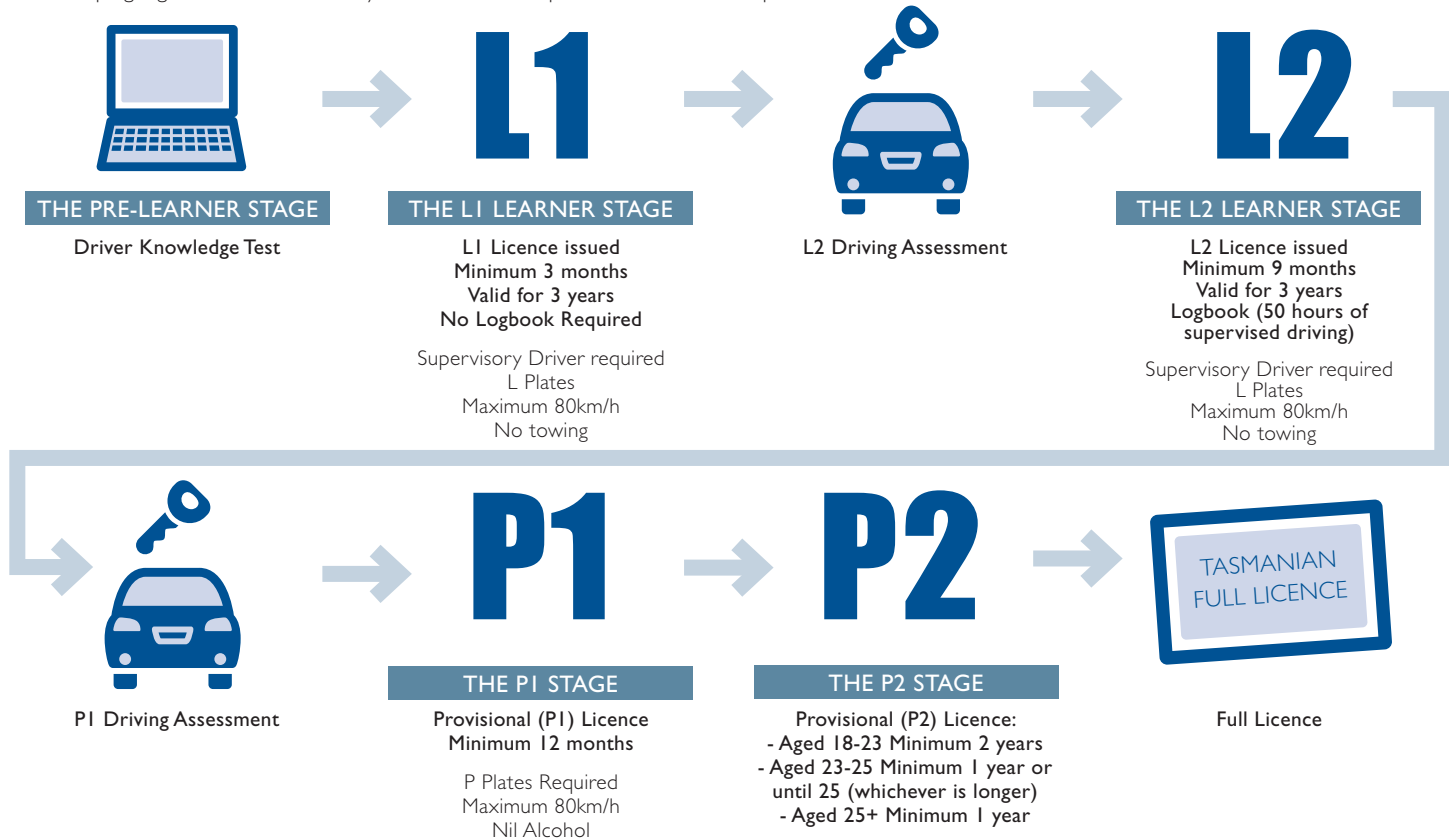 L1
L2
THE PRE-LEARNER STAGE
Driver Knowledge Test
THE L1 LEARNER STAGE
L1 Licence issued
Minimum 3 months
Valid for 3 years
No Logbook Required
Supervisory Driver required
L Plates
Maximum 80km/h
No towing
L2 Driving Assessment
THE L2 LEARNER STAGE
L2 Licence issued
Minimum 9 months
Valid for 3 years
Logbook (50 hours of
supervised driving)
Supervisory Driver required
L Plates
Maximum 80km/h
No towing
P1 Driving Assessment
P1
THE P1 STAGE
Provisional (P1) Licence
Minimum 12 months
P Plates Required
Maximum 80km/h
Nil Alcohol
P2
THE P2 STAGE
Provisional (P2) Licence:
- Aged 18-23 Minimum 2 years
- Aged 23-25 Minimum 1 year or
until 25 (whichever is longer)
- Aged 25+ Minimum 1 year
TASMANIAN
FULL LICENCE
Full Licence